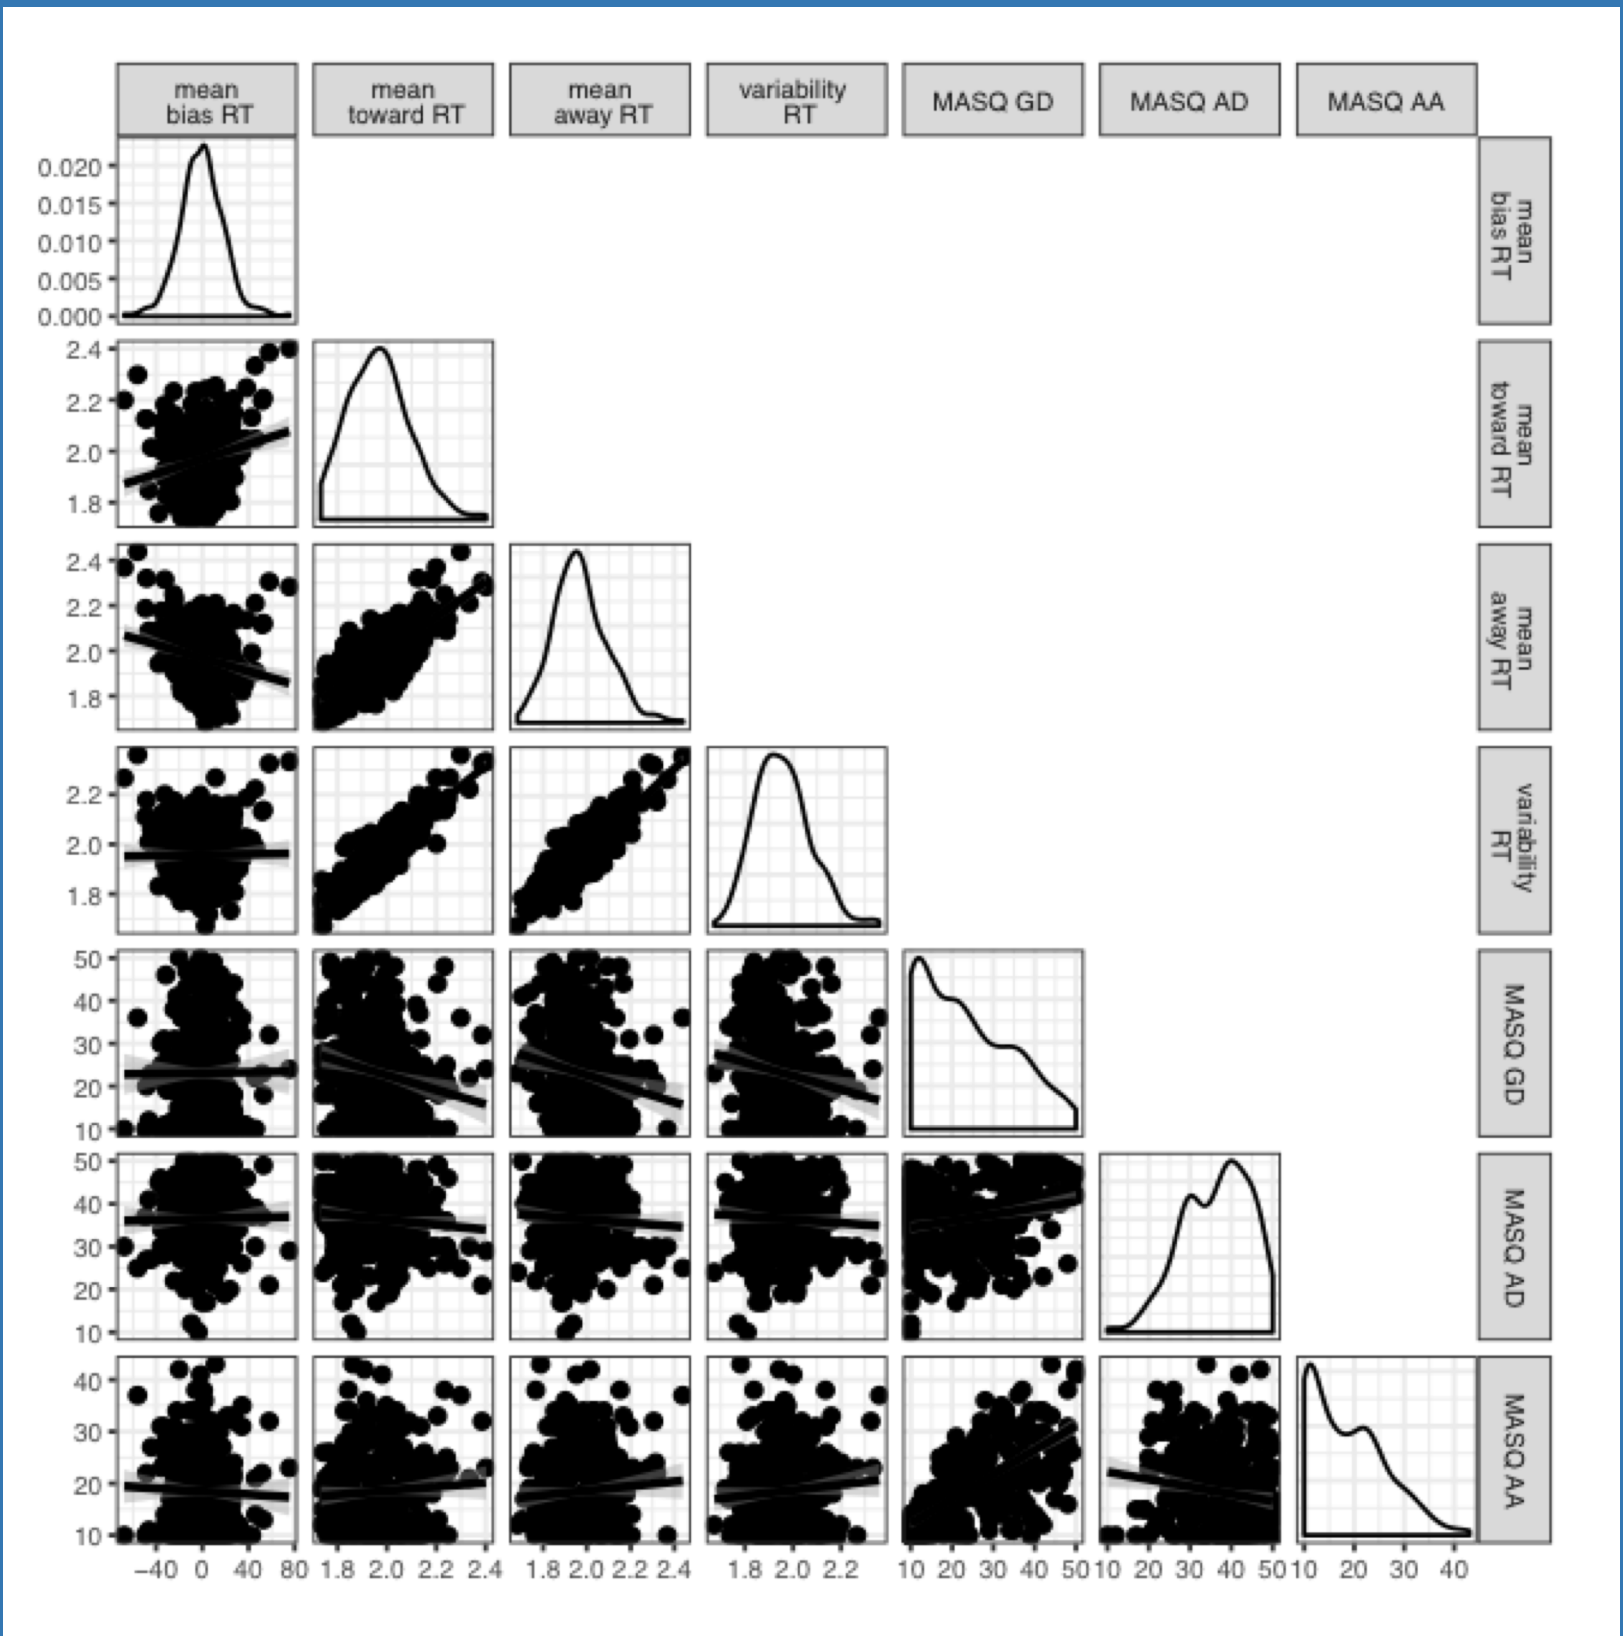 mean
bias RT
mean
toward RT
mean
away RT
variability
RT
MASQ GD
MASQ AD
MASQ AA
0.020
0.015
0.010
0.005
0.000
mean
bias RT
2.4
2.2
2.0
1.8
mean
toward RT
2.4
2.2
2.0
1.8
mean
away RT
2.2
2.0
1.8
variability
RT
50
40
30
20
10
MASQ GD
50
40
30
20
10
MASQ AD
40
30
20
10
MASQ AA
−40 0 40 80
1.8 2.0 2.2 2.4
1.8 2.0 2.2 2.4
1.8 2.0 2.2
10 20 30 40 50
10 20 30 40 50
10 20 30 40